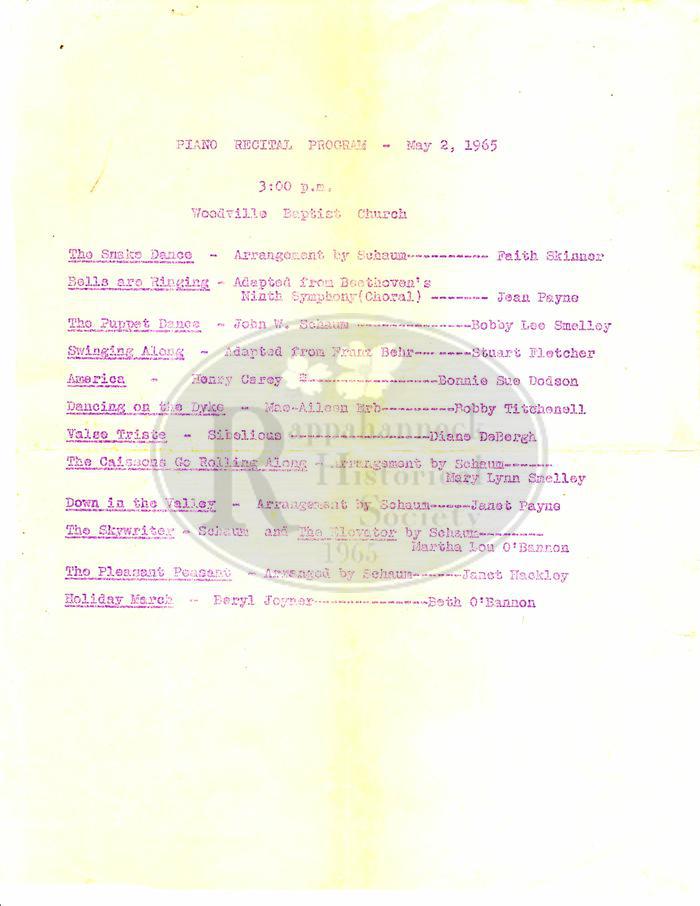 PIANO RECITAL PROGRAM - May 2, 1965
3:00 p.m.
Woodville Baptist Church
The Snake Dance - Arrangement by Schaum----------- Faith Skinner
Bells are Ringing - Adapted from Beethoven's
Ninth Symphony(Choral) ------- Jean Payne
The Puppet Dance - John W. Schaum ---------------Bobby Lee Smelley
Swinging Along - Adapted from Franz Behr-------Stuart Fletcher
America - Henry Carey ------------------Bonnie Sue Dodson
Dancing on the Dyke - Mae-Aileen Erb----------Bobby Titchenell
Valse Triste - Sibelious --------------------Diane DeBergh
The Caissons Go Rolling Along - Arrangement by Schaum------
Mary Lynn Smelley
Down in the Valley - Arrangement by Schaum-----Janet Payne
The Skywriter - Schaum and The Elevator by Schaum---------
Martha Lou O'Bannon
The Pleasant Peasant - Arranged by Schaum------Janet Hackley
Holiday March - Beryl Joyner---------------Beth O'Bannon
Rappahannock
Historical
Society
1965